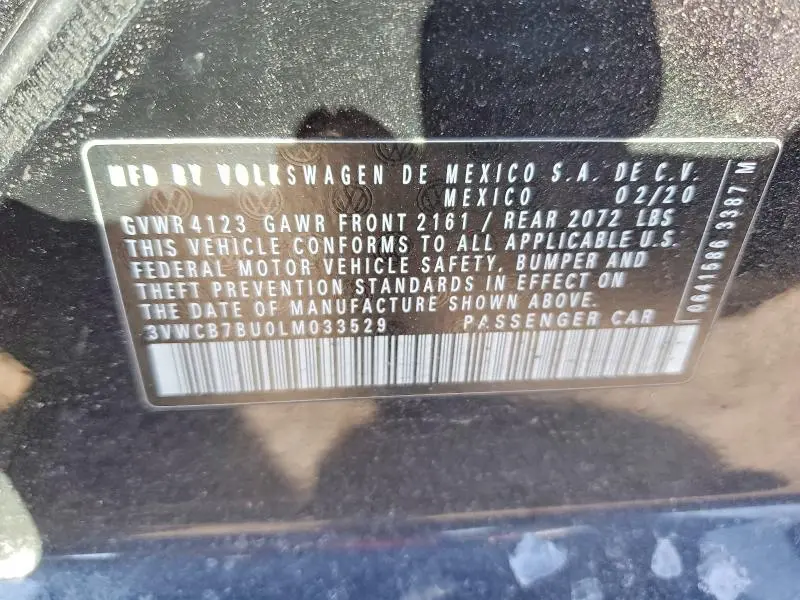 MFD BY VOLKSWAGEN DE MEXICO S.A. DE C.V.
MEXICO 02/20
GVWR 4123 GAWR FRONT 2161 / REAR 2072 LBS
THIS VEHICLE CONFORMS TO ALL APPLICABLE U.S.
FEDERAL MOTOR VEHICLE SAFETY, BUMPER AND
THEFT PREVENTION STANDARDS IN EFFECT ON
THE DATE OF MANUFACTURE SHOWN ABOVE.
3VWCB7BU0LM033529 PASSENGER CAR
0641686 3387 M